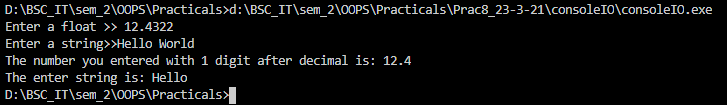 D:\BSC_IT\sem_2\OOPS\Practicals>d:\BSC_IT\sem_2\OOPS\Practicals\Prac8_23-3-21\consoleIO\consoleIO.exe
Enter a float >> 12.4322
Enter a string>>Hello World
The number you entered with 1 digit after decimal is: 12.4
The enter string is: Hello
D:\BSC_IT\sem_2\OOPS\Practicals>